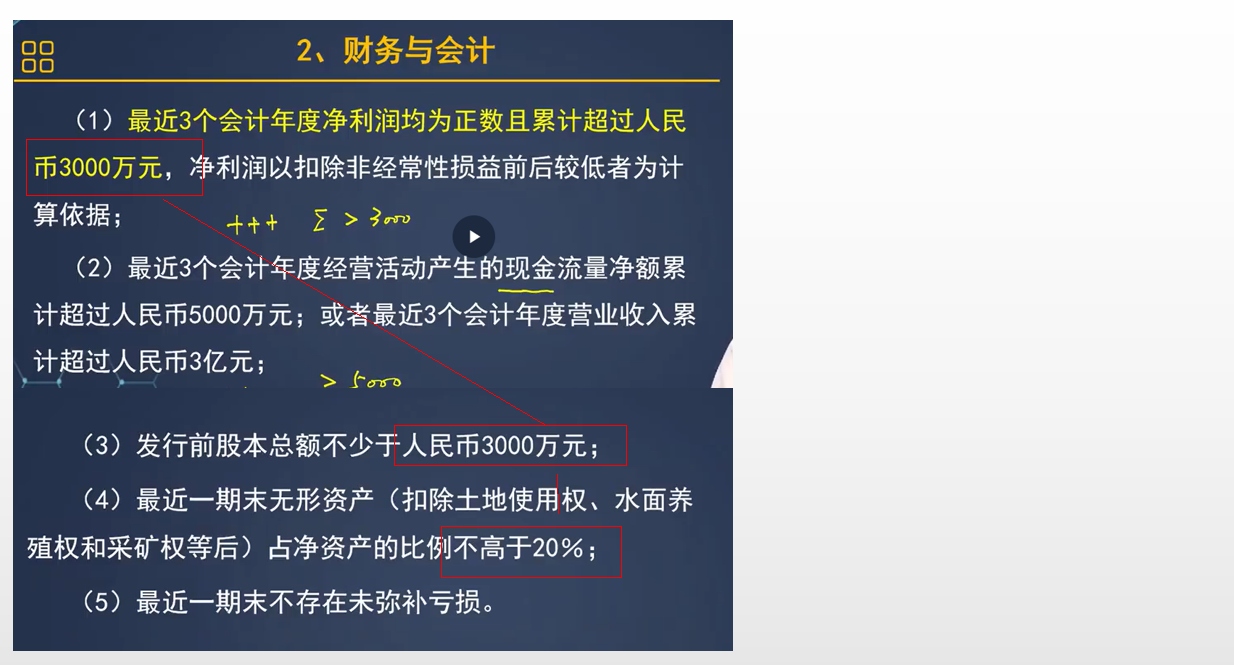 2、财务与会计
（1）最近3个会计年度净利润均为正数且累计超过人民
币3000万元，净利润以扣除非经常性损益前后较低者为计
算依据；
+++ Σ > 3000
（2）最近3个会计年度经营活动产生的现金流量净额累
计超过人民币5000万元；或者最近3个会计年度营业收入累
计超过人民币3亿元；
> 5000
（3）发行前股本总额不少于人民币3000万元；
（4）最近一期末无形资产（扣除土地使用权、水面养
殖权和采矿权等后）占净资产的比例不高于20％；
（5）最近一期末不存在未弥补亏损。